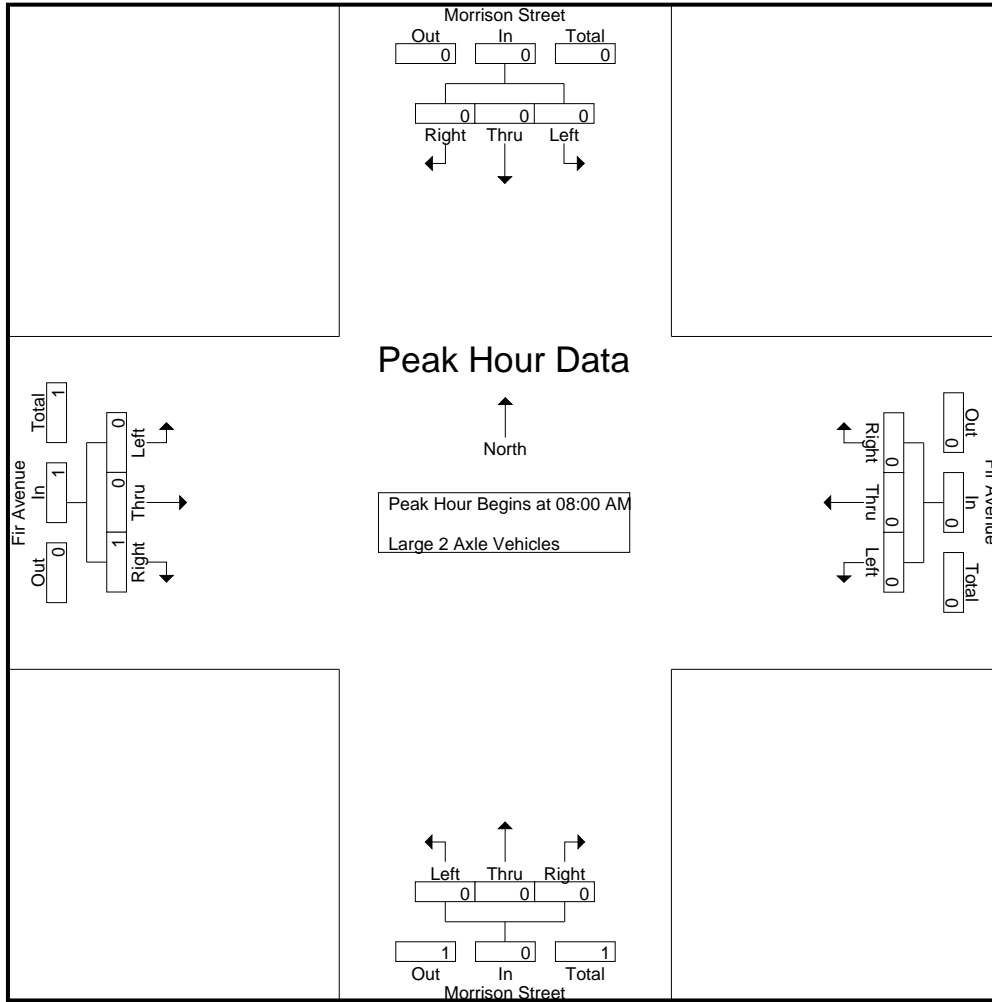 Morrison Street
Out In Total
0 0 0
0 0 0
Right Thru Left
Peak Hour Data
North
Peak Hour Begins at 08:00 AM
Large 2 Axle Vehicles
Fir Avenue
Out In Total
0 1 1
1 0 0
Right Thru Left
Fir Avenue
Out In Total
0 0 0
0 0 0
Right Thru Left
Left Thru Right
0 0 0
1 0 1
Out In Total
Morrison Street